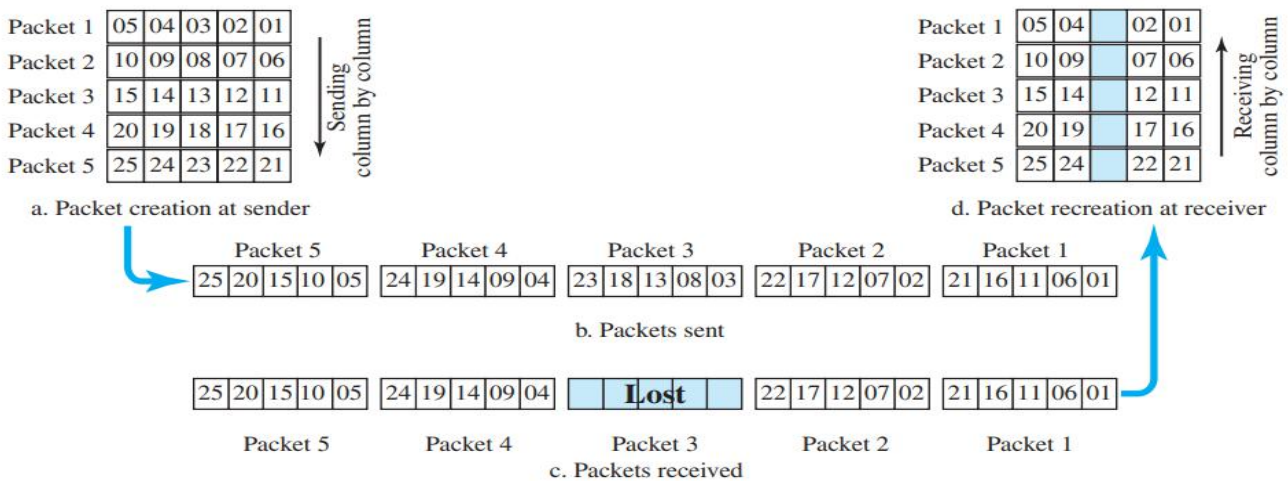 Packet 1 05 04 03 02 01
Packet 2 10 09 08 07 06
Packet 3 15 14 13 12 11
Packet 4 20 19 18 17 16
Packet 5 25 24 23 22 21
Sending
column by column
a. Packet creation at sender
Packet 1 05 04 02 01
Packet 2 10 09 07 06
Packet 3 15 14 12 11
Packet 4 20 19 17 16
Packet 5 25 24 22 21
Receiving
column by column
d. Packet recreation at receiver
Packet 5 Packet 4 Packet 3 Packet 2 Packet 1
25 20 15 10 05 24 19 14 09 04 23 18 13 08 03 22 17 12 07 02 21 16 11 06 01
b. Packets sent
25 20 15 10 05 24 19 14 09 04 Lost 22 17 12 07 02 21 16 11 06 01
Packet 5 Packet 4 Packet 3 Packet 2 Packet 1
c. Packets received